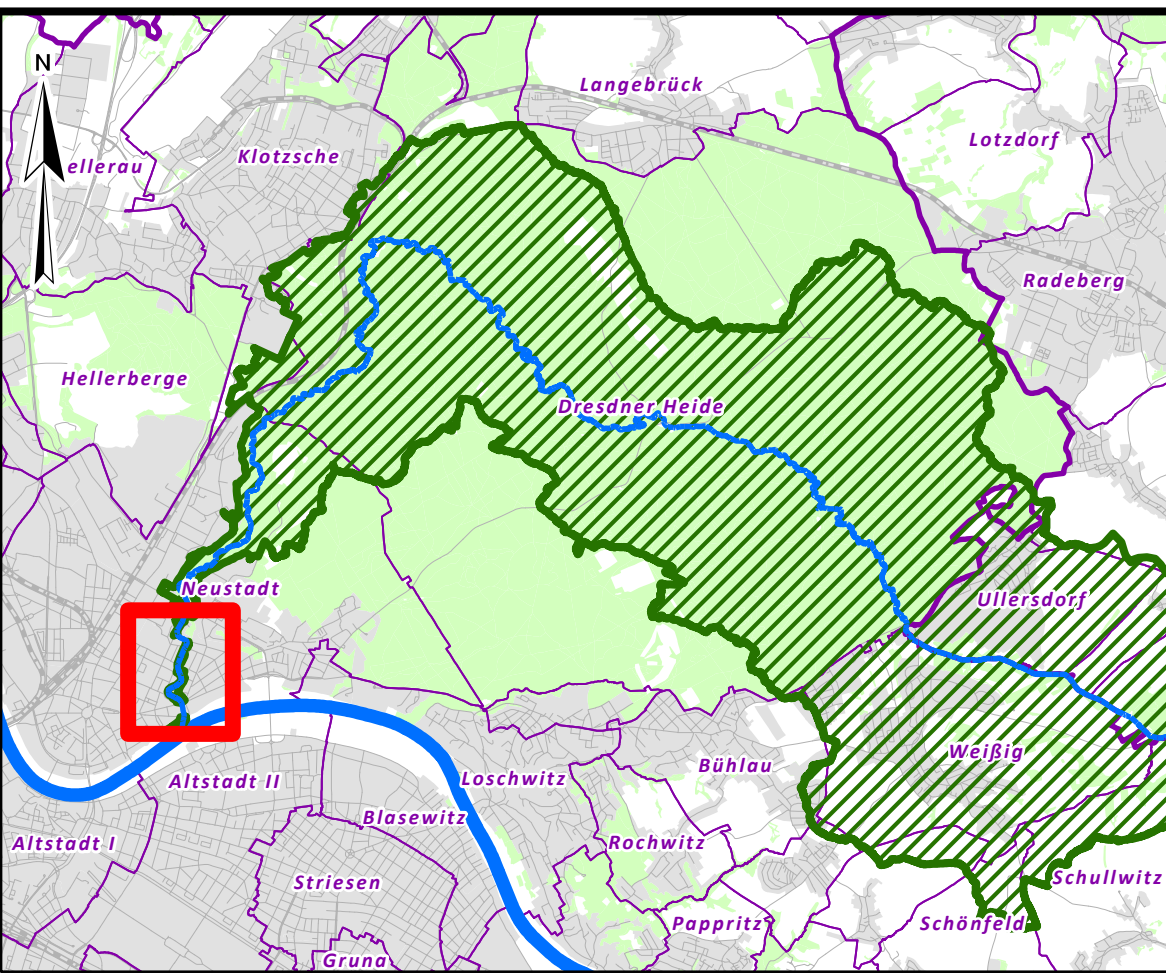 N
Langebrück
Lotzdorf
Klotzsche
ellerau
Radeberg
Hellerberge
Dresdner Heide
Neustadt
Ullersdorf
Weißig
Bühlau
Altstadt II
Loschwitz
Blasewitz
Altstadt I
Rochwitz
Striesen
Schullwitz
Pappritz
Schönfeld
Gruna